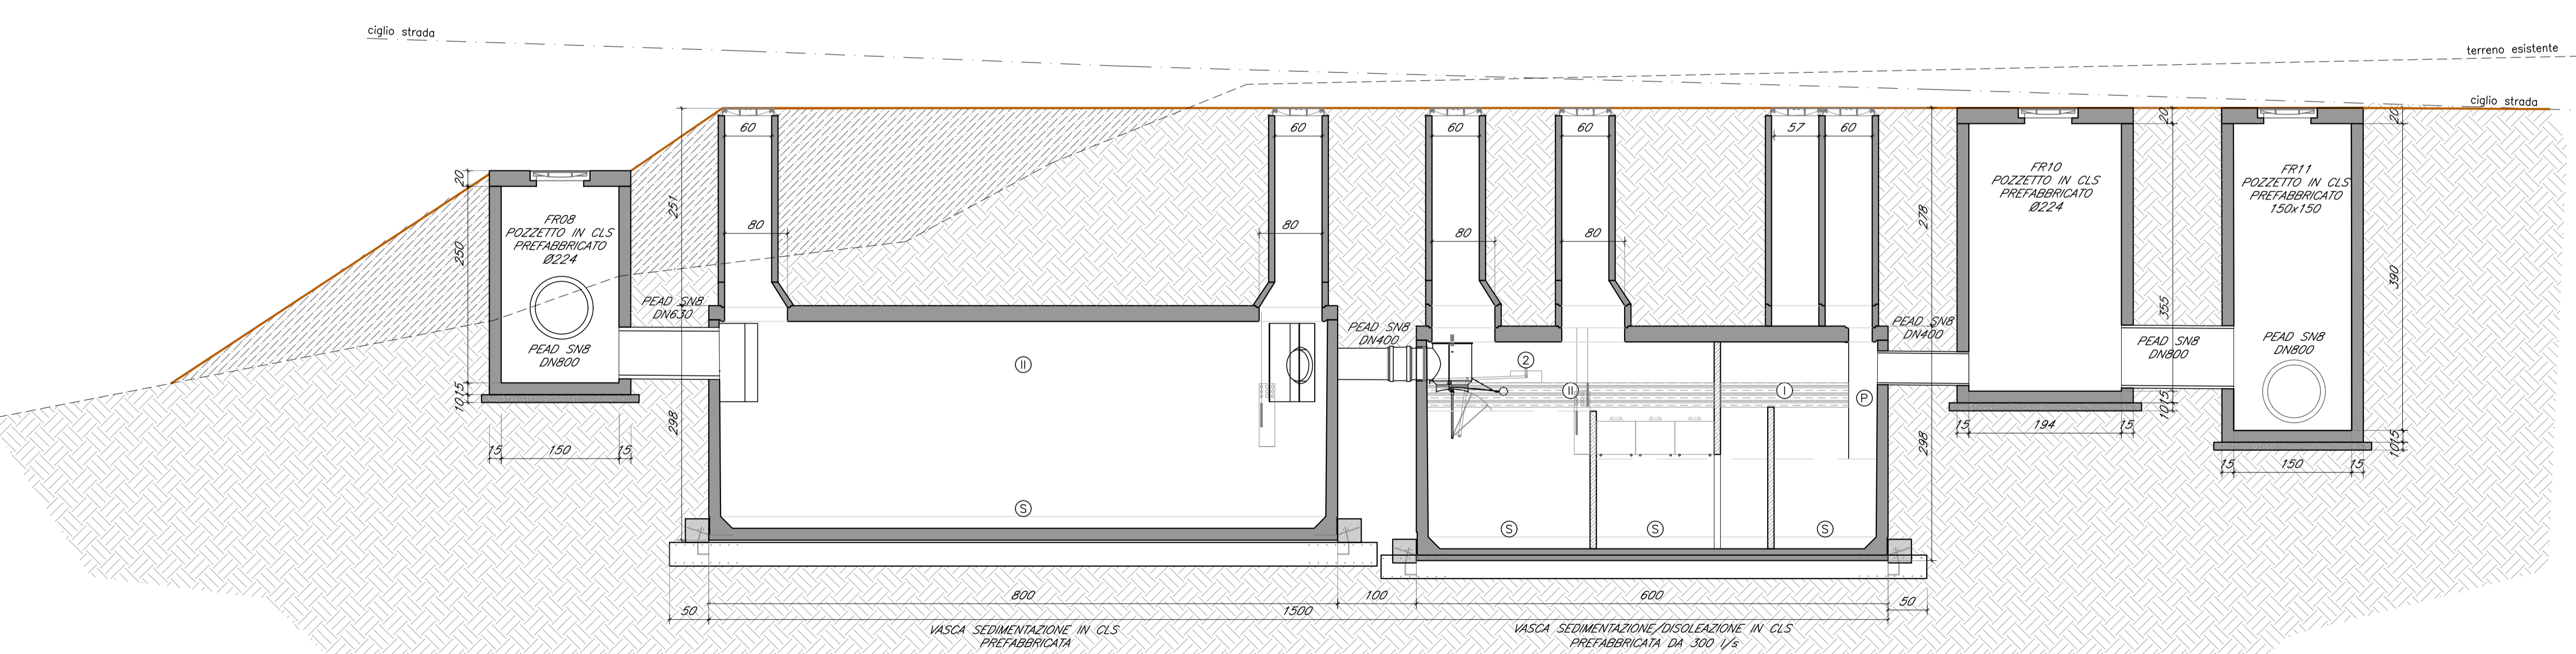 ciglio strada
terreno esistente
ciglio strada
60
60
60
60
57
60
20
20
251
278
FR08
POZZETTO IN CLS
PREFABBRICATO
Ø224
20
250
80
80
80
80
FR10
POZZETTO IN CLS
PREFABBRICATO
Ø224
FR11
POZZETTO IN CLS
PREFABBRICATO
150x150
390
355
PEAD SN8
DN630
PEAD SN8
DN400
PEAD SN8
DN400
PEAD SN8
DN800
PEAD SN8
DN800
PEAD SN8
DN800
II
2
II
I
P
15
10
298
298
15
10
15
10
15
150
15
15
194
15
15
150
15
S
S
S
S
800
100
600
50
1500
50
VASCA SEDIMENTAZIONE IN CLS
PREFABBRICATA
VASCA SEDIMENTAZIONE/DISOLEAZIONE IN CLS
PREFABBRICATA DA 300 l/s